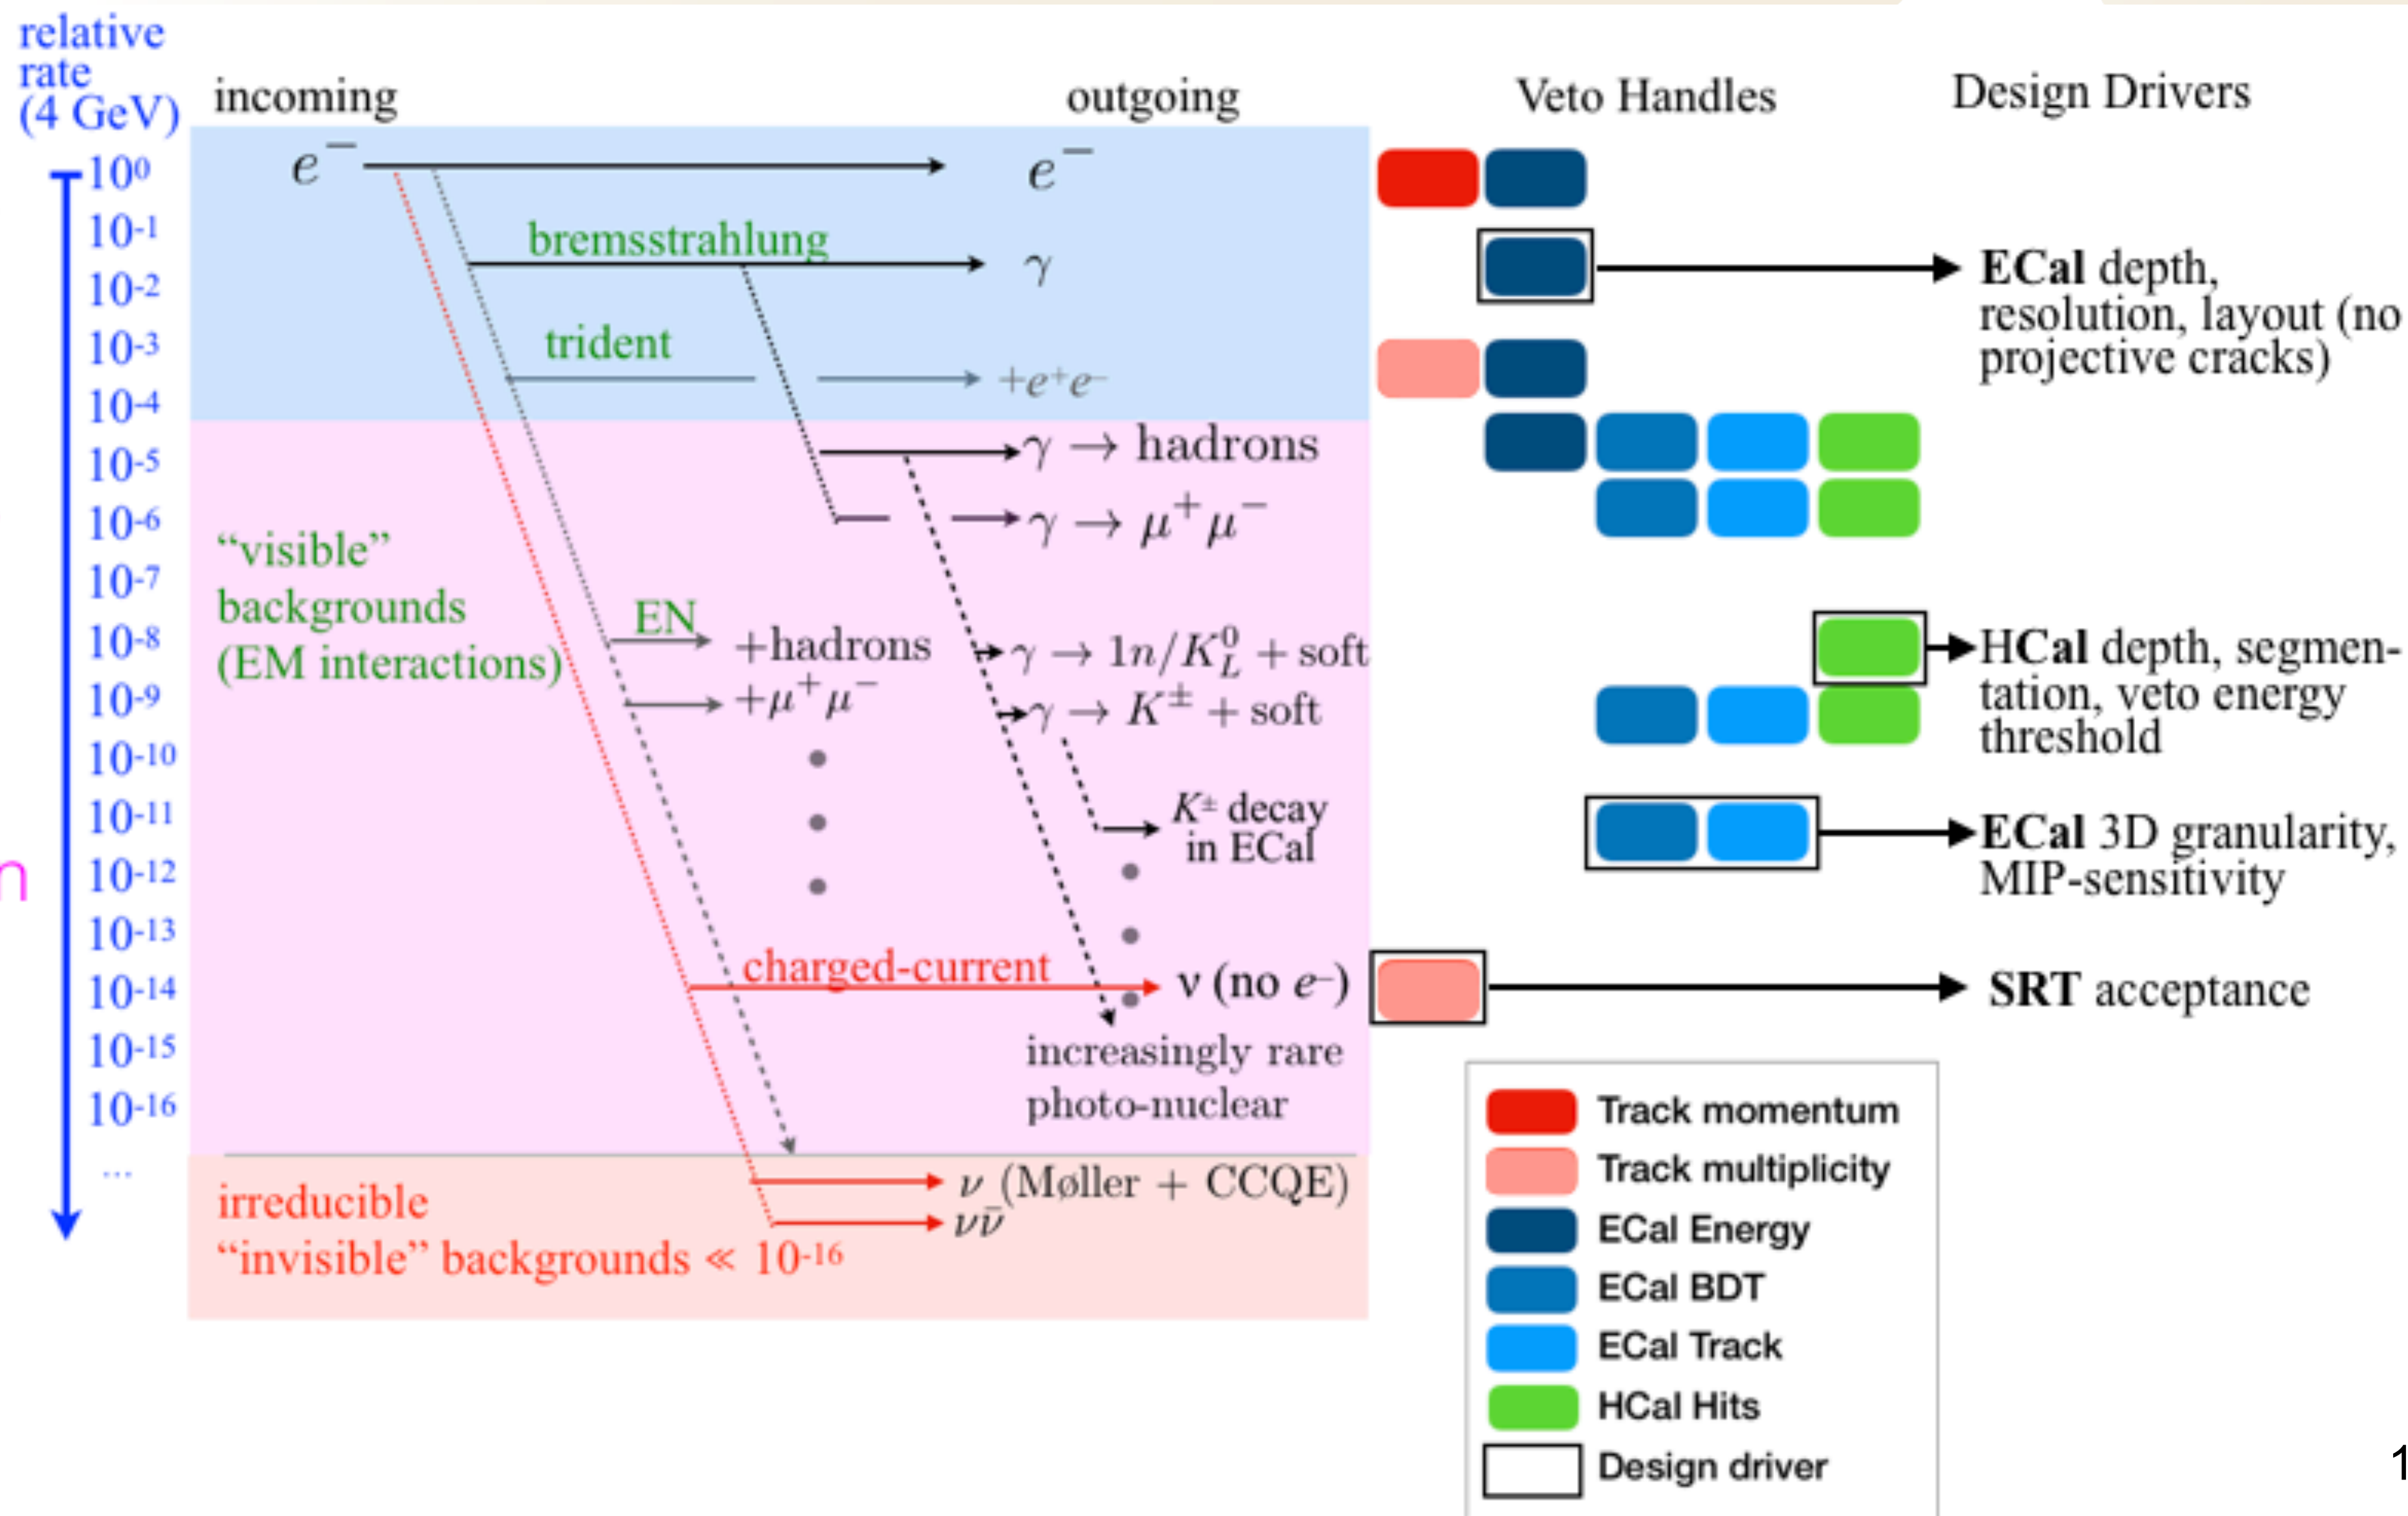 relative
rate
(4 GeV)
incoming
outgoing
Veto Handles
Design Drivers
10⁰
10⁻¹
10⁻²
10⁻³
10⁻⁴
10⁻⁵
10⁻⁶
10⁻⁷
10⁻⁸
10⁻⁹
10⁻¹⁰
10⁻¹¹
10⁻¹²
10⁻¹³
10⁻¹⁴
10⁻¹⁵
10⁻¹⁶
...
n
e⁻
e⁻
bremsstrahlung
γ
trident
+e⁺e⁻
γ → hadrons
γ → μ⁺μ⁻
“visible”
backgrounds
(EM interactions)
EN
+hadrons
+μ⁺μ⁻
γ → 1n/K⁰_L + soft
γ → K± + soft
K± decay
in ECal
charged-current
ν (no e⁻)
increasingly rare
photo-nuclear
irreducible
“invisible” backgrounds ≪ 10⁻¹⁶
ν (Møller + CCQE)
νν̄
ECal depth,
resolution, layout (no
projective cracks)
HCal depth, segmen-
tation, veto energy
threshold
ECal 3D granularity,
MIP-sensitivity
SRT acceptance
Track momentum
Track multiplicity
ECal Energy
ECal BDT
ECal Track
HCal Hits
Design driver
1